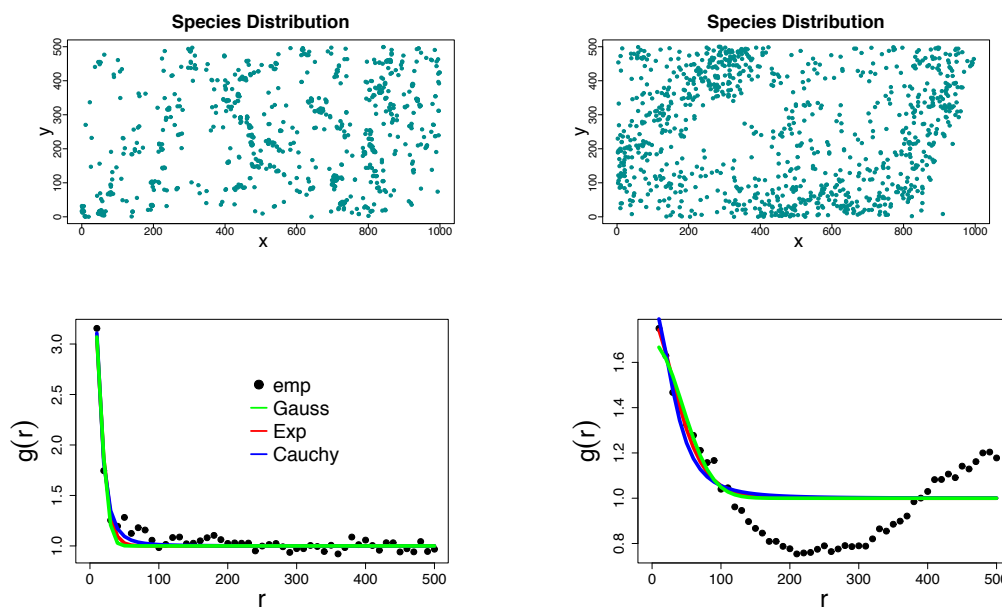 Species Distribution
y
0 100 200 300 400 500
0 200 400 600 800 1000
x
Species Distribution
y
0 100 200 300 400 500
0 200 400 600 800 1000
x
g(r)
1.0 1.5 2.0 2.5 3.0
emp
Gauss
Exp
Cauchy
0 100 200 300 400 500
r
g(r)
0.8 1.0 1.2 1.4 1.6
0 100 200 300 400 500
r